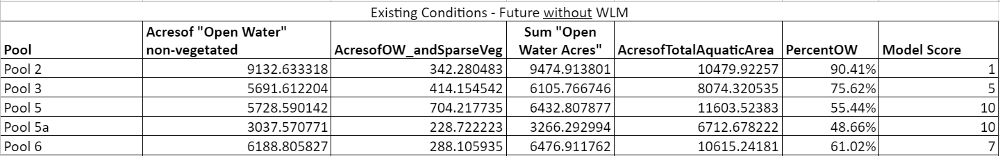 Existing Conditions - Future without WLM
Pool | Acresof "Open Water" non-vegetated | AcresofOW_andSparseVeg | Sum "Open Water Acres" | AcresofTotalAquaticArea | PercentOW | Model Score
Pool 2 | 9132.633318 | 342.280483 | 9474.913801 | 10479.92257 | 90.41% | 1
Pool 3 | 5691.612204 | 414.154542 | 6105.766746 | 8074.320535 | 75.62% | 5
Pool 5 | 5728.590142 | 704.217735 | 6432.807877 | 11603.52383 | 55.44% | 10
Pool 5a | 3037.570771 | 228.722223 | 3266.292994 | 6712.678222 | 48.66% | 10
Pool 6 | 6188.805827 | 288.105935 | 6476.911762 | 10615.24181 | 61.02% | 7